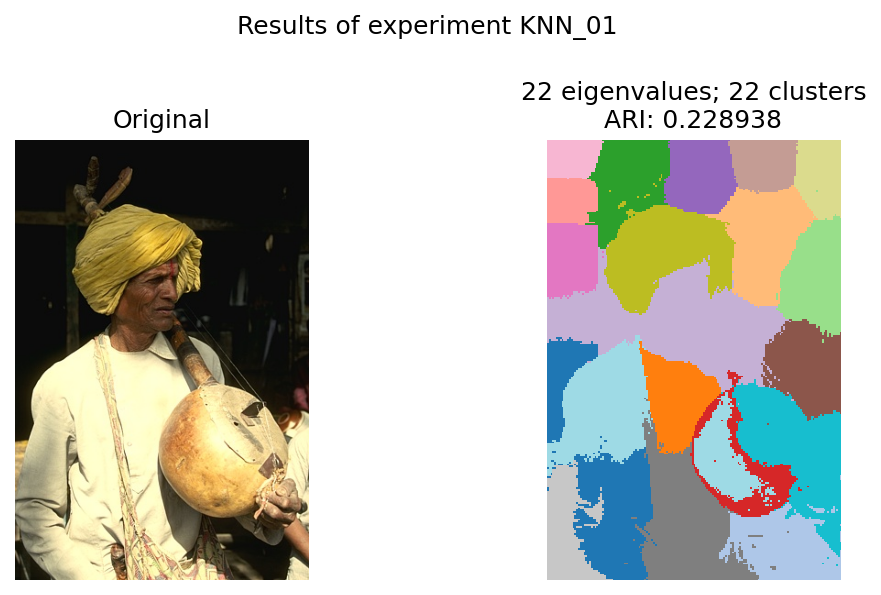 Results of experiment KNN_01
Original
22 eigenvalues; 22 clusters
ARI: 0.228938